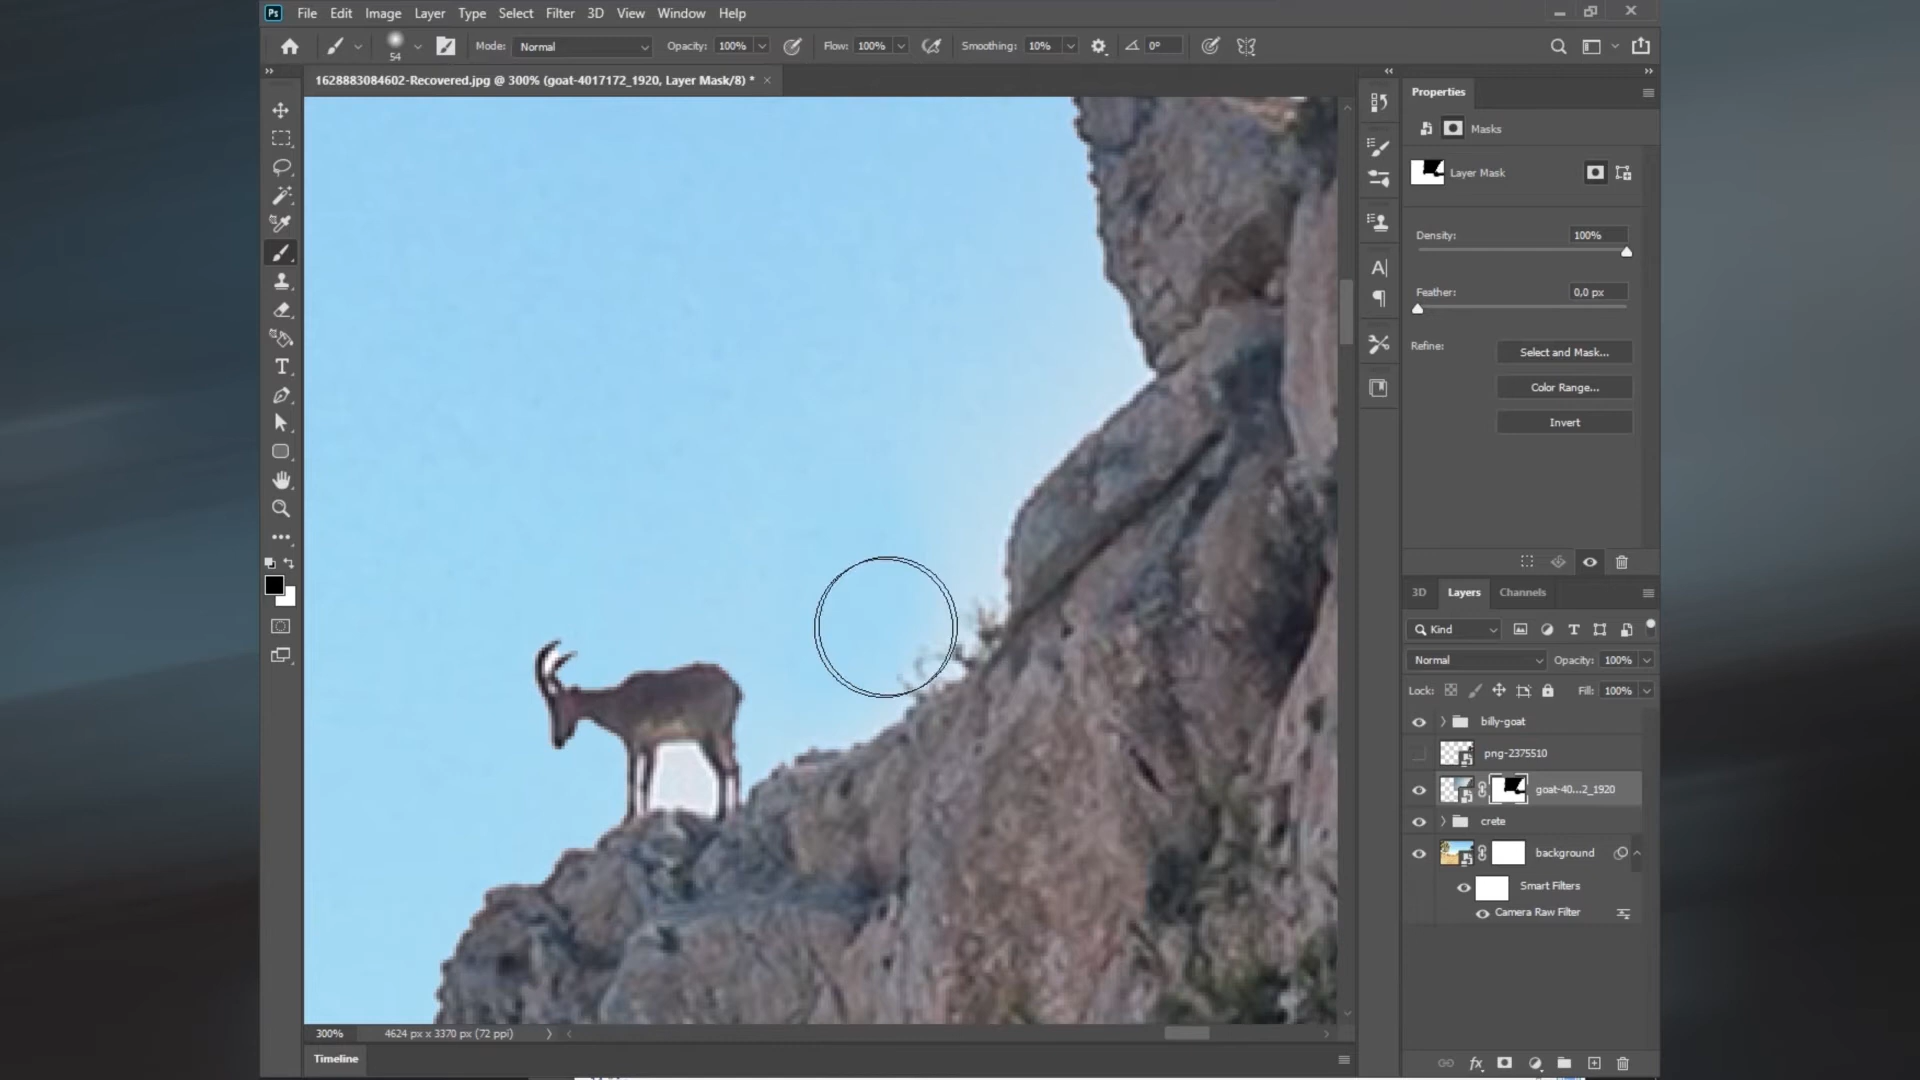 Ps File Edit Image Layer Type Select Filter 3D View Window Help
54 Mode: Normal Opacity: 100% Flow: 100% Smoothing: 10% 0°
1628883084602-Recovered.jpg @ 300% (goat-4017172_1920, Layer Mask/8) * ×
Properties
Masks
Layer Mask
Density: 100%
Feather: 0,0 px
Refine: Select and Mask...
Color Range...
Invert
3D Layers Channels
Kind
Normal Opacity: 100%
Lock: Fill: 100%
billy-goat
png-2375510
goat-40...2_1920
crete
background
Smart Filters
Camera Raw Filter
300% 4624 px x 3370 px (72 ppi)
Timeline